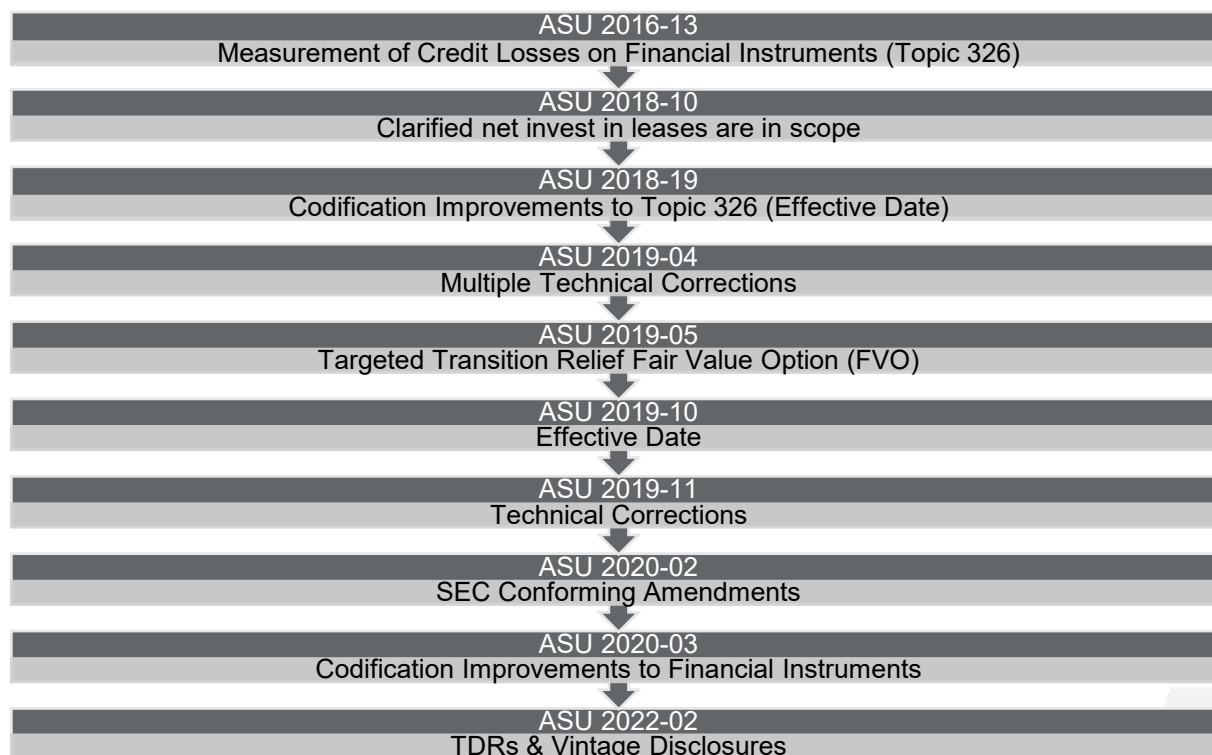 ASU 2016-13
Measurement of Credit Losses on Financial Instruments (Topic 326)
ASU 2018-10
Clarified net invest in leases are in scope
ASU 2018-19
Codification Improvements to Topic 326 (Effective Date)
ASU 2019-04
Multiple Technical Corrections
ASU 2019-05
Targeted Transition Relief Fair Value Option (FVO)
ASU 2019-10
Effective Date
ASU 2019-11
Technical Corrections
ASU 2020-02
SEC Conforming Amendments
ASU 2020-03
Codification Improvements to Financial Instruments
ASU 2022-02
TDRs & Vintage Disclosures